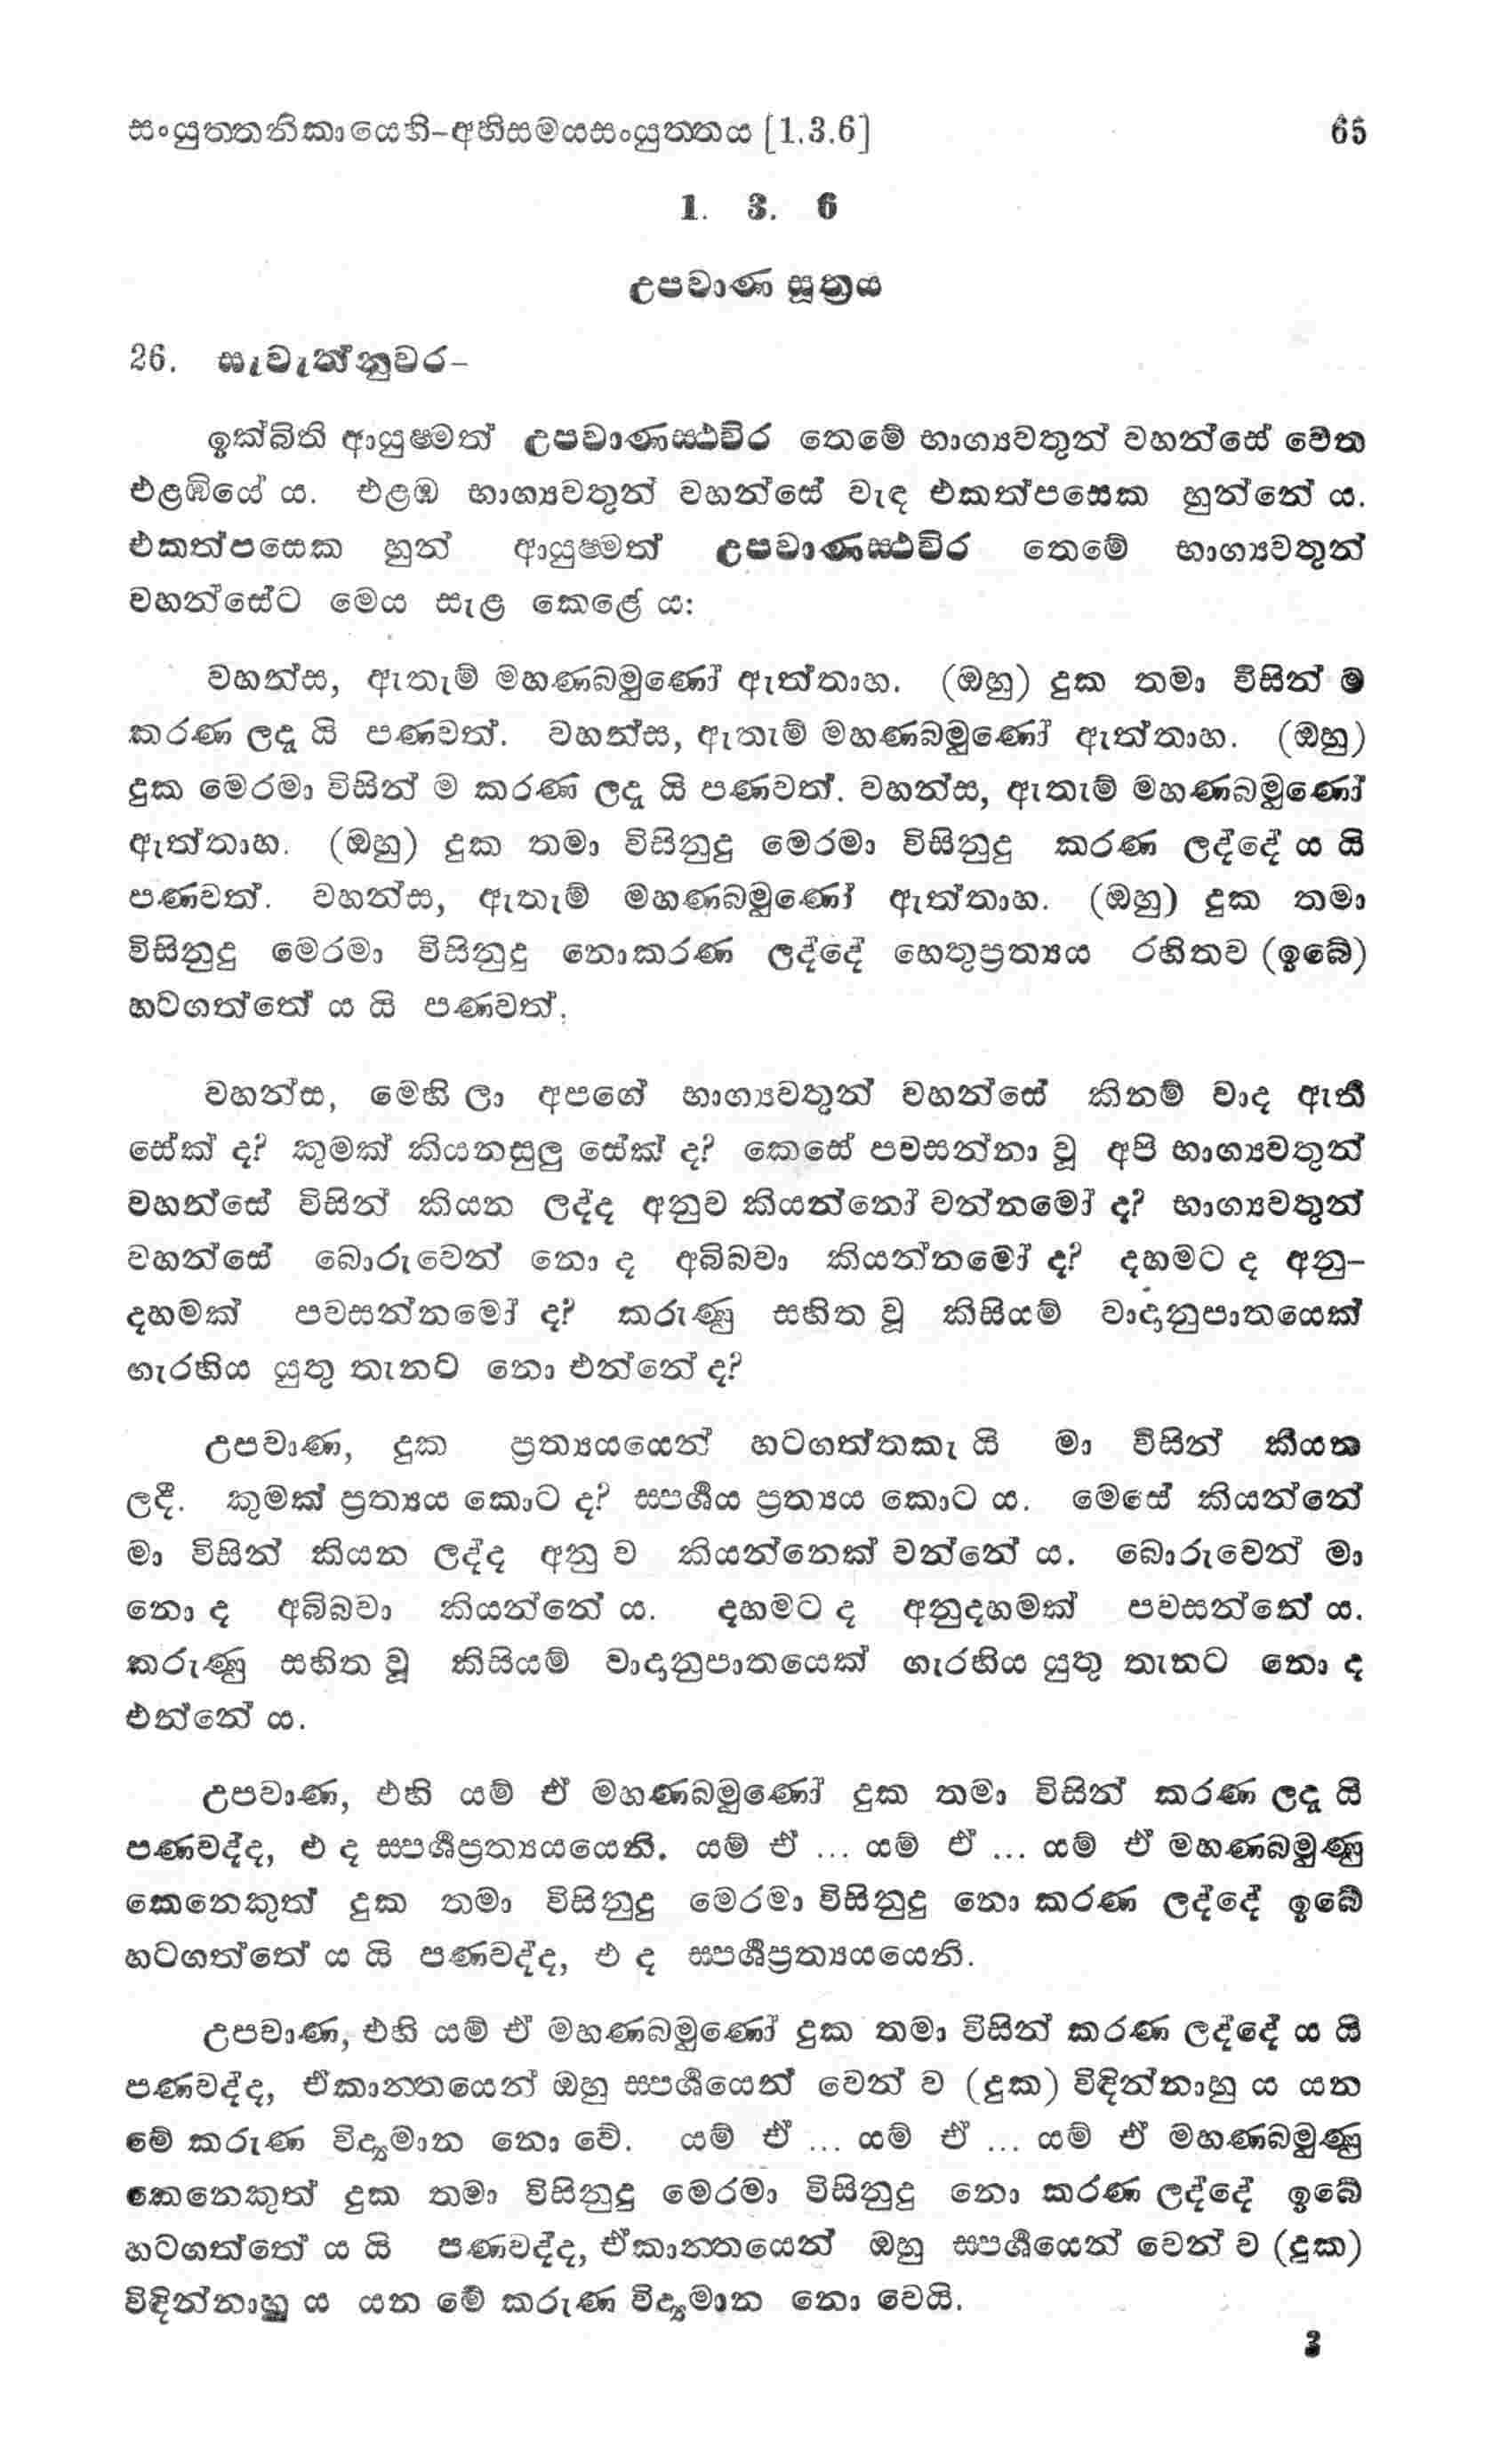 සංයුත්තනිකායෙහි-අභිසමයසංයුත්තය [1.3.6] 65
1. 3. 6
උපවාණ සූත්‍රය
26. සැවැත්නුවර-
ඉක්බිති ආයුෂ්මත් උපවාණස්ථවිර තෙමේ භාග්‍යවතුන් වහන්සේ වෙත
එළඹියේ ය. එළඹ භාග්‍යවතුන් වහන්සේ වැඳ එකත්පසෙක හුන්නේ ය.
එකත්පසෙක හුන් ආයුෂ්මත් උපවාණස්ථවිර තෙමේ භාග්‍යවතුන්
වහන්සේට මෙය සැළ කෙළේ ය:
වහන්ස, ඇතැම් මහණබමුණෝ ඇත්තාහ. (ඔහු) දුක තමා විසින් ම
කරණ ලදැ යි පණවත්. වහන්ස, ඇතැම් මහණබමුණෝ ඇත්තාහ. (ඔහු)
දුක මෙරමා විසින් ම කරණ ලදැ යි පණවත්. වහන්ස, ඇතැම් මහණබමුණෝ
ඇත්තාහ. (ඔහු) දුක තමා විසිනුදු මෙරමා විසිනුදු කරණ ලද්දේ ය යි
පණවත්. වහන්ස, ඇතැම් මහණබමුණෝ ඇත්තාහ. (ඔහු) දුක තමා
විසිනුදු මෙරමා විසිනුදු නොකරණ ලද්දේ හෙතුප්‍රත්‍යය රහිතව (ඉබේ)
හටගත්තේ ය යි පණවත්.
වහන්ස, මෙහි ලා අපගේ භාග්‍යවතුන් වහන්සේ කිනම් වාද ඇති
සේක් ද? කුමක් කියනසුලු සේක් ද? කෙසේ පවසන්නා වූ අපි භාග්‍යවතුන්
වහන්සේ විසින් කියන ලද්ද අනුව කියන්නෝ වන්නමෝ ද? භාග්‍යවතුන්
වහන්සේ බොරුවෙන් නො ද අබිබවා කියන්නමෝ ද? දහමට ද අනු-
දහමක් පවසන්නමෝ ද? කරුණු සහිත වූ කිසියම් වාදානුපාතයෙක්
ගැරහිය යුතු තැනට නො එන්නේ ද?
උපවාණ, දුක ප්‍රත්‍යයයෙන් හටගත්තකැ යි මා විසින් කියන
ලදී. කුමක් ප්‍රත්‍යය කොට ද? ස්පර්ශය ප්‍රත්‍යය කොට ය. මෙසේ කියන්නේ
මා විසින් කියන ලද්ද අනු ව කියන්නෙක් වන්නේ ය. බොරුවෙන් මා
නො ද අබිබවා කියන්නේ ය. දහමට ද අනුදහමක් පවසන්නේ ය.
කරුණු සහිත වූ කිසියම් වාදානුපාතයෙක් ගැරහිය යුතු තැනට නො ද
එන්නේ ය.
උපවාණ, එහි යම් ඒ මහණබමුණෝ දුක තමා විසින් කරණ ලදැ යි
පණවද්ද, එ ද ස්පර්ශප්‍රත්‍යයයෙනි. යම් ඒ ... යම් ඒ ... යම් ඒ මහණබමුණු
කෙනෙකුත් දුක තමා විසිනුදු මෙරමා විසිනුදු නො කරණ ලද්දේ ඉබේ
හටගත්තේ ය යි පණවද්ද, එ ද ස්පර්ශප්‍රත්‍යයයෙනි.
උපවාණ, එහි යම් ඒ මහණබමුණෝ දුක තමා විසින් කරණ ලද්දේ ය යි
පණවද්ද, ඒකාන්තයෙන් ඔහු ස්පර්ශයෙන් වෙන් ව (දුක) විඳින්නාහු ය යන
මේ කරුණ විද්‍යමාන නො වේ. යම් ඒ ... යම් ඒ ... යම් ඒ මහණබමුණු
කෙනෙකුත් දුක තමා විසිනුදු මෙරමා විසිනුදු නො කරණ ලද්දේ ඉබේ
හටගත්තේ ය යි පණවද්ද, ඒකාන්තයෙන් ඔහු ස්පර්ශයෙන් වෙන් ව (දුක)
විඳින්නාහු ය යන මේ කරුණ විද්‍යමාන නො වෙයි.
3